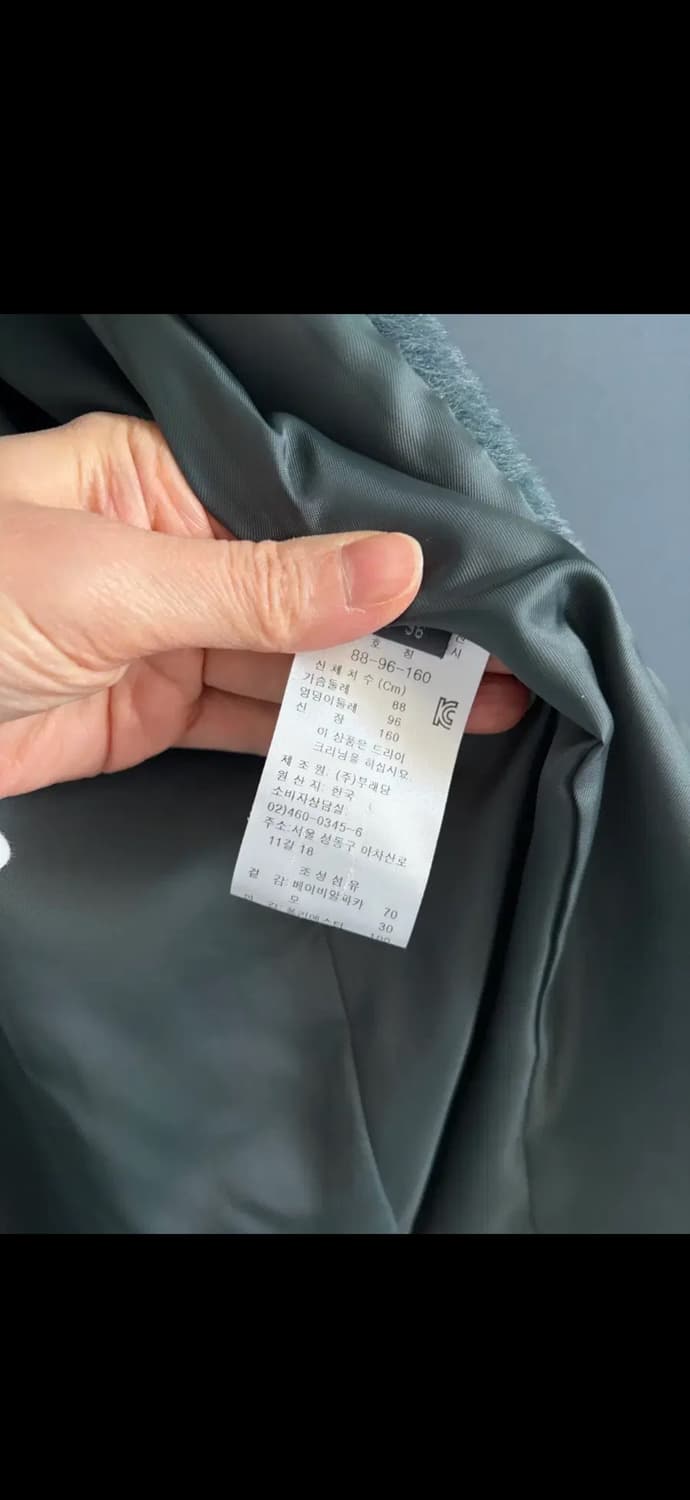 호 칭
88-96-160
신 체 치 수 (Cm)
가슴둘레 88
엉덩이둘레 96
신 장 160
이 상품은 드라이
크리닝을 하십시요.
제 조 원: (주)부래당
원 산 지: 한국
소비자상담실:
02)460-0345-6
주소:서울 성동구 아차산로
11길 18
조 성 섬 유
겉 감: 베이비알파카 70
모 30